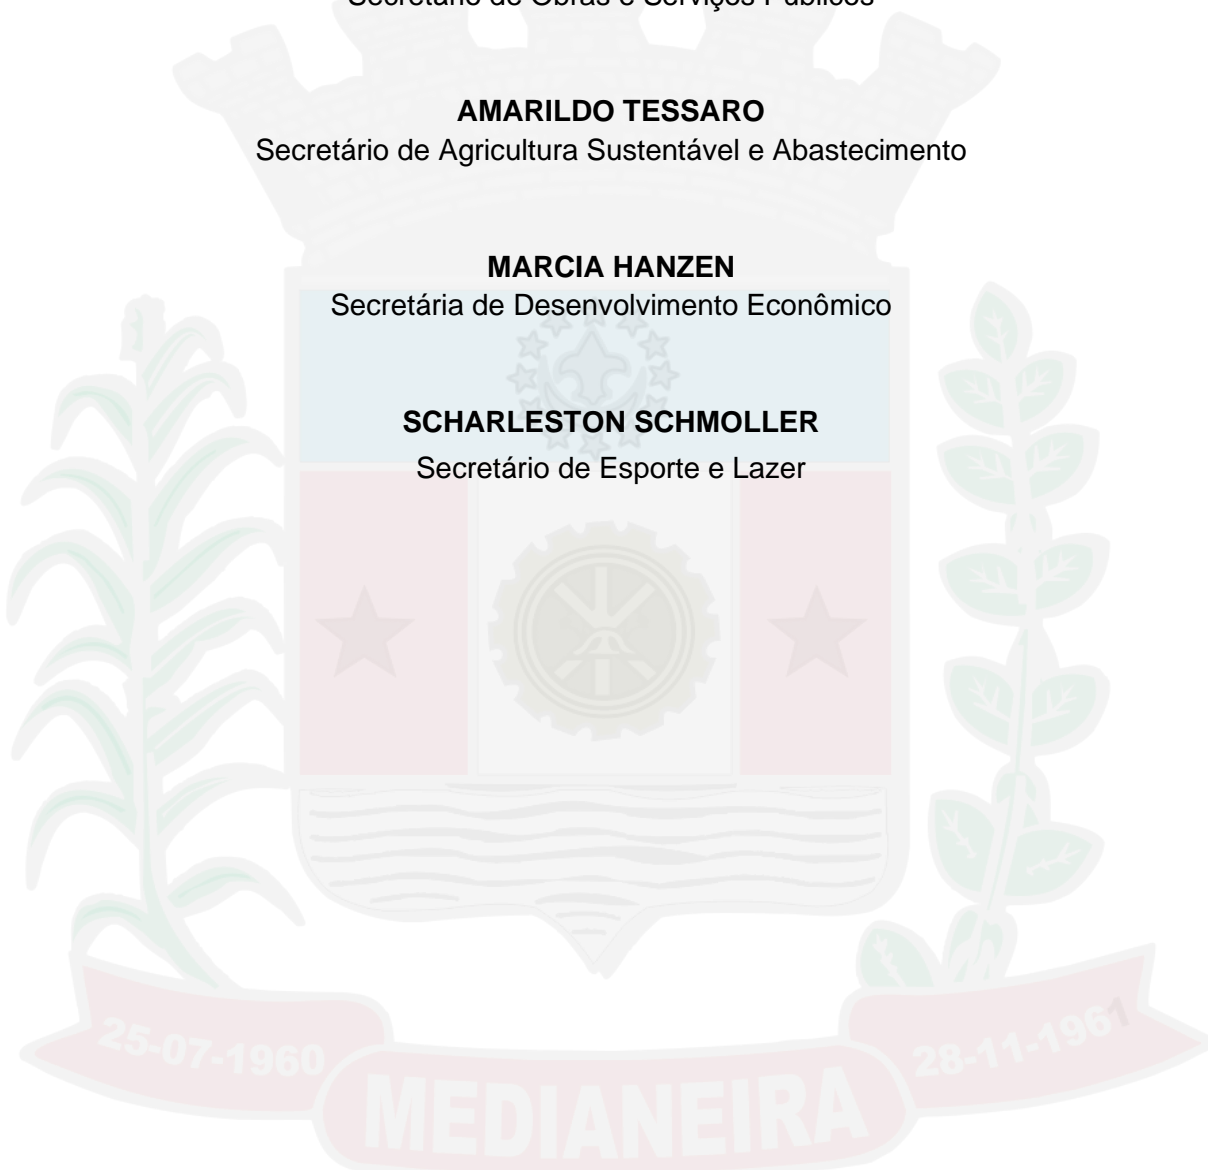 Secretário de Obras e Serviços Públicos
AMARILDO TESSARO
Secretário de Agricultura Sustentável e Abastecimento
MARCIA HANZEN
Secretária de Desenvolvimento Econômico
SCHARLESTON SCHMOLLER
Secretário de Esporte e Lazer
25-07-1960
28-11-1961
MEDIANEIRA